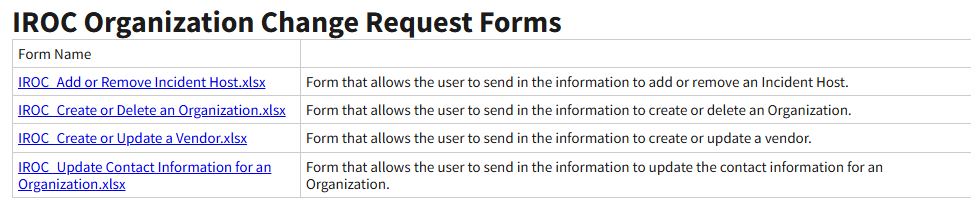 IROC Organization Change Request Forms
Form Name
IROC_Add or Remove Incident Host.xlsx
Form that allows the user to send in the information to add or remove an Incident Host.
IROC_Create or Delete an Organization.xlsx
Form that allows the user to send in the information to create or delete an Organization.
IROC_Create or Update a Vendor.xlsx
Form that allows the user to send in the information to create or update a vendor.
IROC_Update Contact Information for an
Organization.xlsx
Form that allows the user to send in the information to update the contact information for an
Organization.